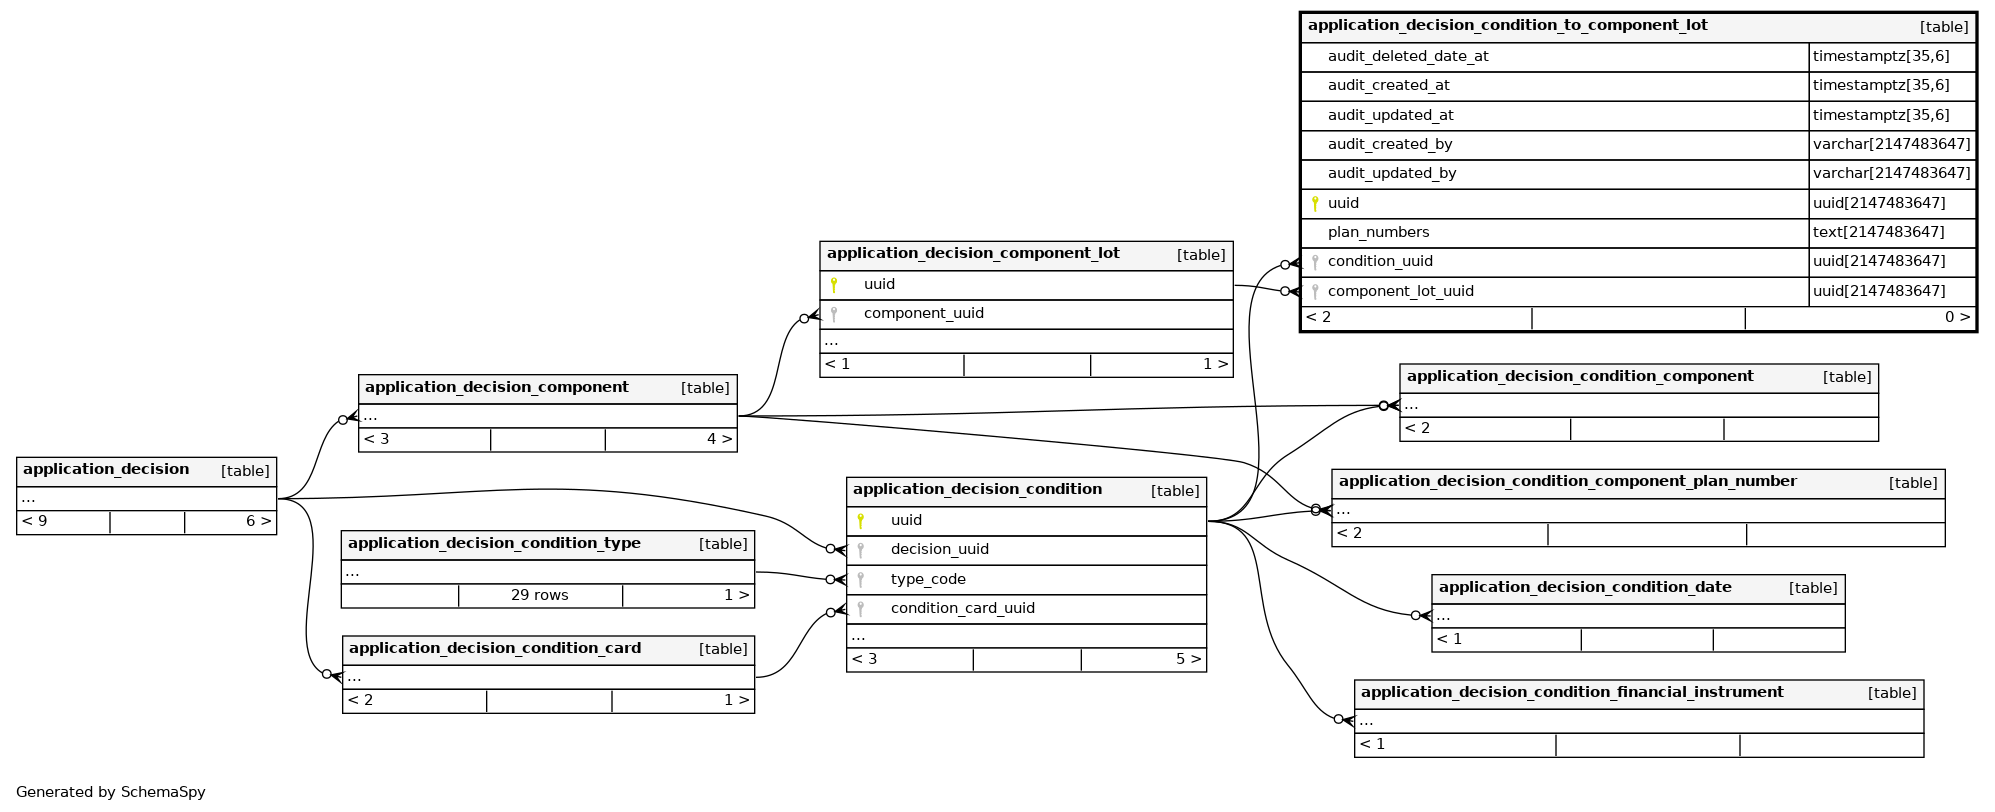 application_decision_condition_to_component_lot [table]
audit_deleted_date_at timestamptz[35,6]
audit_created_at timestamptz[35,6]
audit_updated_at timestamptz[35,6]
audit_created_by varchar[2147483647]
audit_updated_by varchar[2147483647]
uuid uuid[2147483647]
plan_numbers text[2147483647]
condition_uuid uuid[2147483647]
component_lot_uuid uuid[2147483647]
< 2 0 >
application_decision_component_lot [table]
uuid
component_uuid
...
< 1 1 >
application_decision_component [table]
...
< 3 4 >
application_decision_condition_component [table]
...
< 2
application_decision [table]
...
< 9 6 >
application_decision_condition [table]
uuid
decision_uuid
type_code
condition_card_uuid
...
< 3 5 >
application_decision_condition_component_plan_number [table]
...
< 2
application_decision_condition_type [table]
...
29 rows 1 >
application_decision_condition_date [table]
...
< 1
application_decision_condition_card [table]
...
< 2 1 >
application_decision_condition_financial_instrument [table]
...
< 1
Generated by SchemaSpy